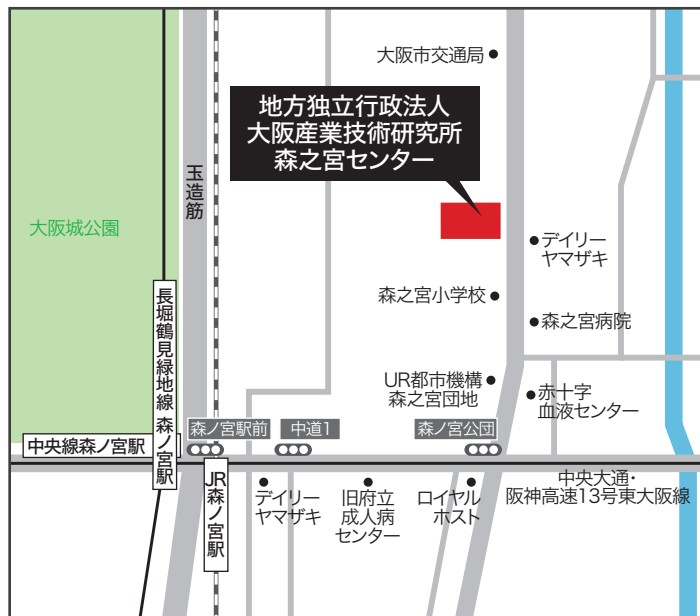 大阪市交通局
地方独立行政法人
大阪産業技術研究所
森之宮センター
玉造筋
大阪城公園
デイリー
ヤマザキ
長堀鶴見緑地線 森ノ宮駅
森之宮小学校
森之宮病院
UR都市機構
森之宮団地
赤十字
血液センター
森ノ宮駅前
中道1
森ノ宮公団
中央線森ノ宮駅
JR森ノ宮駅
デイリー
ヤマザキ
旧府立
成人病
センター
ロイヤル
ホスト
中央大通・
阪神高速13号東大阪線